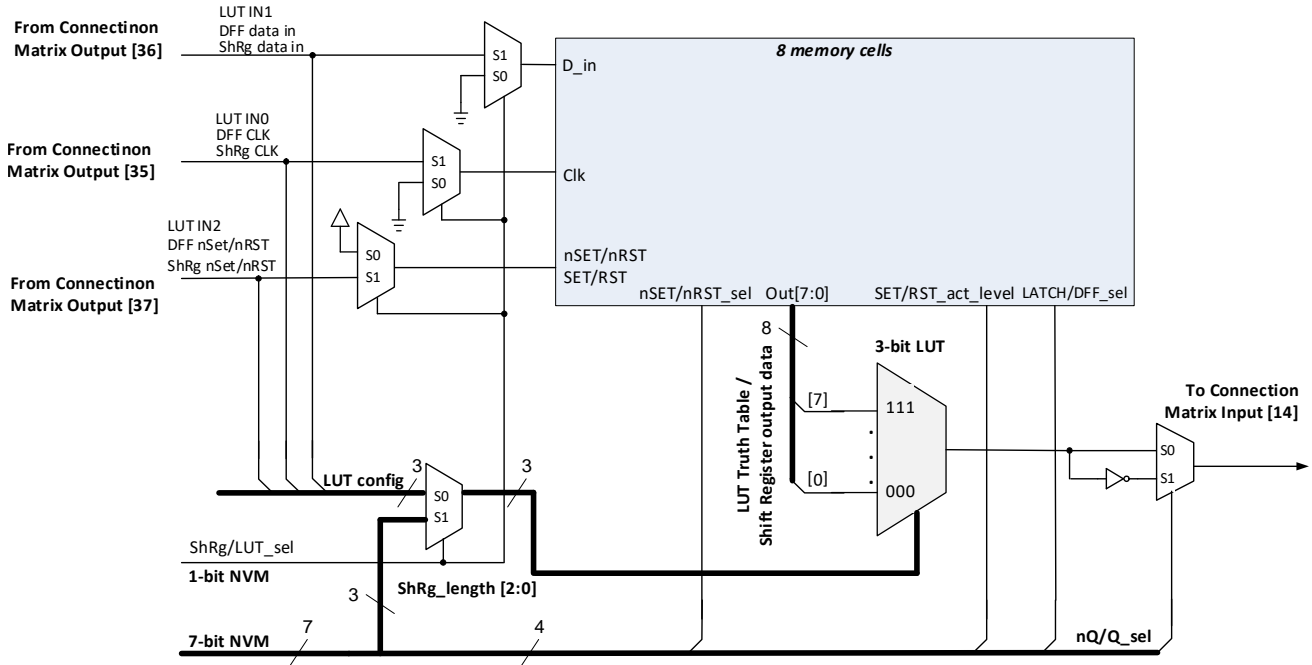 LUT IN1
DFF data in
ShRg data in
From Connectinon
Matrix Output [36]
S1
S0
D_in
8 memory cells
LUT IN0
DFF CLK
ShRg CLK
From Connectinon
Matrix Output [35]
S1
S0
Clk
LUT IN2
DFF nSet/nRST
ShRg nSet/nRST
From Connectinon
Matrix Output [37]
S0
S1
nSET/nRST
SET/RST
nSET/nRST_sel
Out[7:0]
SET/RST_act_level
LATCH/DFF_sel
8
LUT Truth Table /
Shift Register output data
3-bit LUT
[7]
111
[0]
000
To Connection
Matrix Input [14]
S0
S1
LUT config
3
3
S0
S1
ShRg/LUT_sel
1-bit NVM
ShRg_length [2:0]
3
7-bit NVM
7
4
nQ/Q_sel